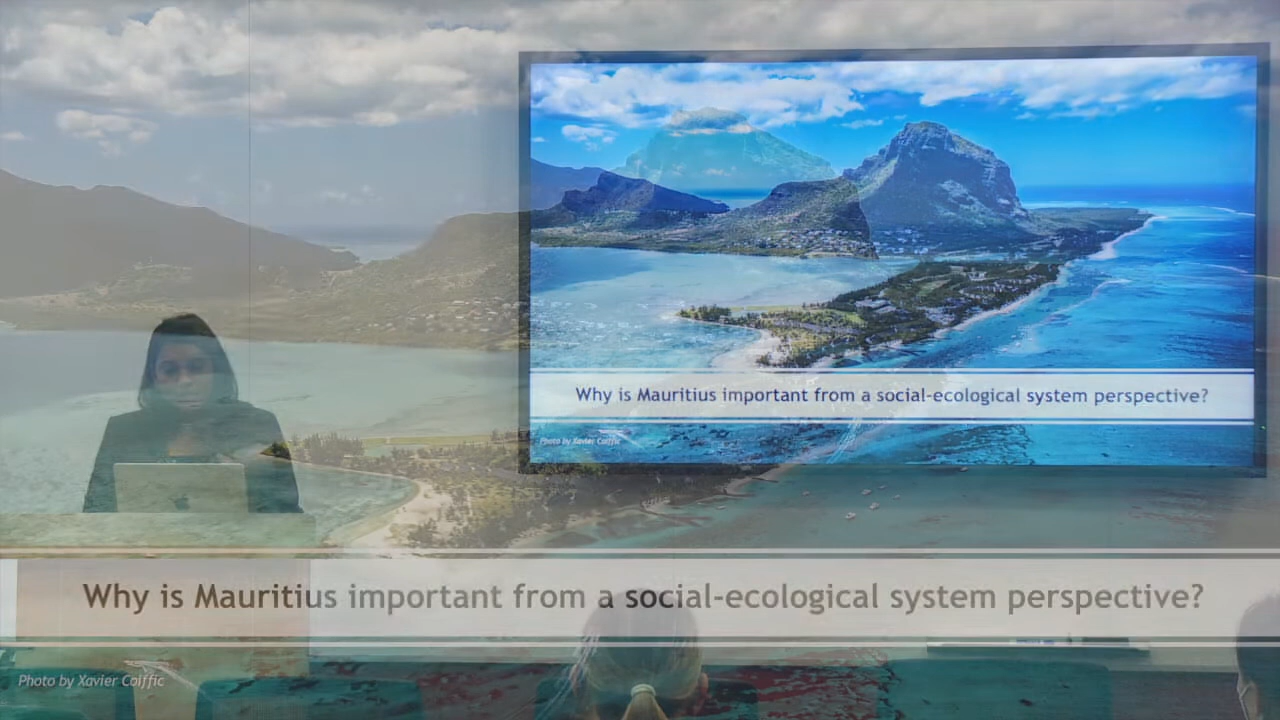 Why is Mauritius important from a social-ecological system perspective?
Photo by Xavier Coiffic
Why is Mauritius important from a social-ecological system perspective?
Photo by Xavier Coiffic